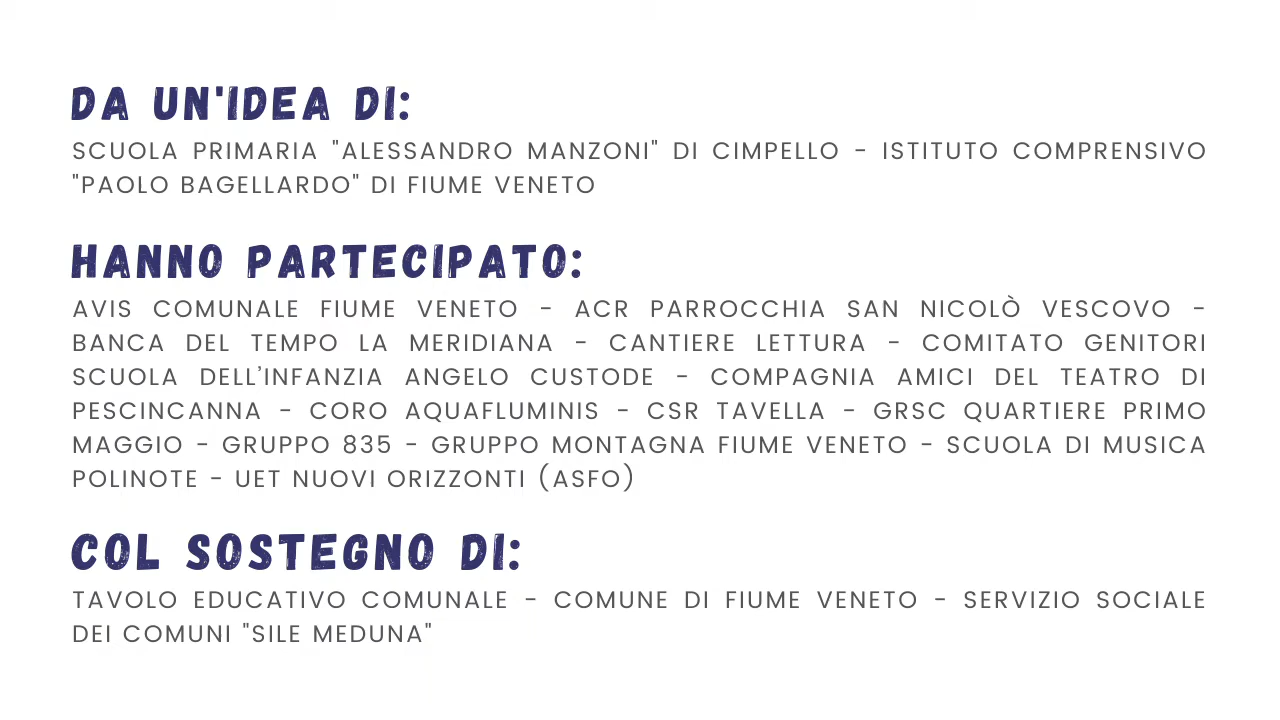 DA UN'IDEA DI:
SCUOLA PRIMARIA "ALESSANDRO MANZONI" DI CIMPELLO - ISTITUTO COMPRENSIVO
"PAOLO BAGELLARDO" DI FIUME VENETO
HANNO PARTECIPATO:
AVIS COMUNALE FIUME VENETO - ACR PARROCCHIA SAN NICOLÒ VESCOVO -
BANCA DEL TEMPO LA MERIDIANA - CANTIERE LETTURA - COMITATO GENITORI
SCUOLA DELL’INFANZIA ANGELO CUSTODE - COMPAGNIA AMICI DEL TEATRO DI
PESCINCANNA - CORO AQUAFLUMINIS - CSR TAVELLA - GRSC QUARTIERE PRIMO
MAGGIO - GRUPPO 835 - GRUPPO MONTAGNA FIUME VENETO - SCUOLA DI MUSICA
POLINOTE - UET NUOVI ORIZZONTI (ASFO)
COL SOSTEGNO DI:
TAVOLO EDUCATIVO COMUNALE - COMUNE DI FIUME VENETO - SERVIZIO SOCIALE
DEI COMUNI "SILE MEDUNA"